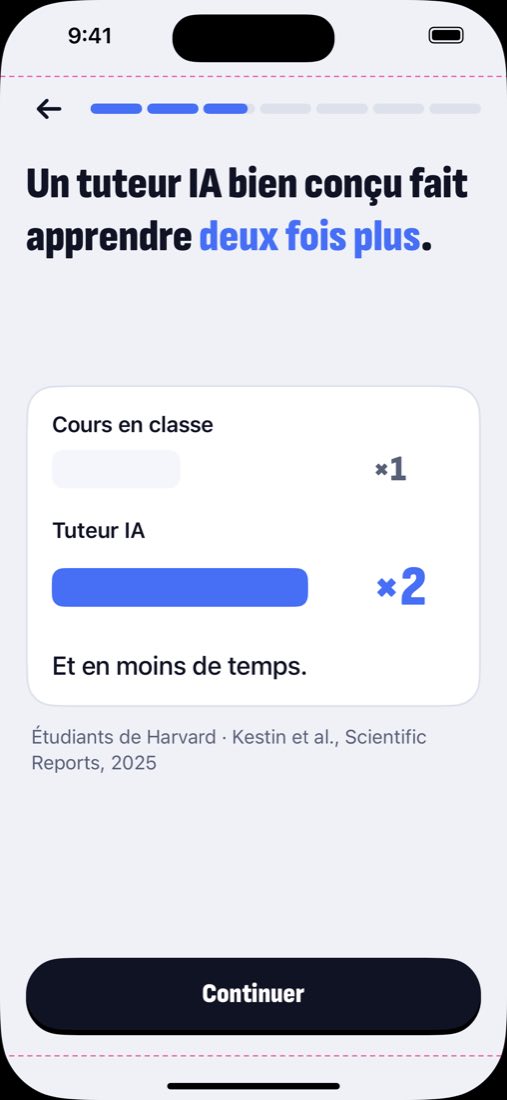 9:41
Un tuteur IA bien conçu fait
apprendre deux fois plus.
Cours en classe
×1
Tuteur IA
×2
Et en moins de temps.
Étudiants de Harvard · Kestin et al., Scientific
Reports, 2025
Continuer